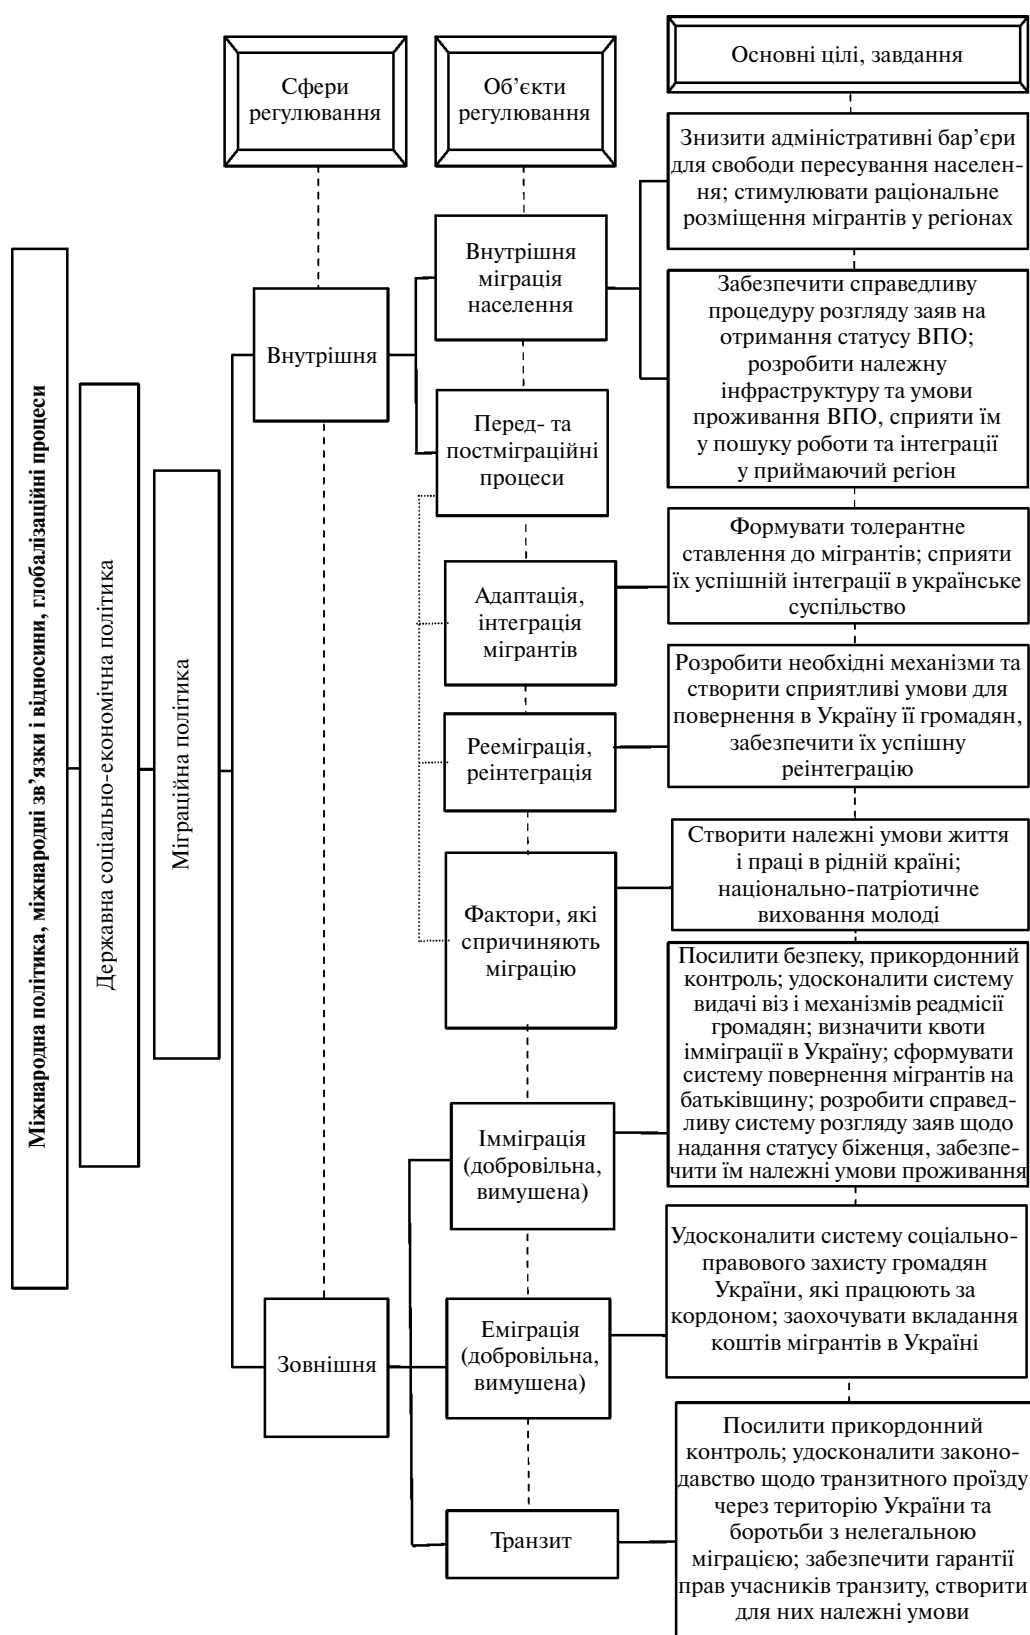 Міжнародна політика, міжнародні зв’язки і відносини, глобалізаційні процеси
Державна соціально-економічна політика
Міграційна політика
Сфери
регулювання
Внутрішня
Зовнішня
Об’єкти
регулювання
Внутрішня
міграція
населення
Перед- та
постміграційні
процеси
Адаптація,
інтеграція
мігрантів
Рееміграція,
реінтеграція
Фактори, які
спричиняють
міграцію
Імміграція
(добровільна,
вимушена)
Еміграція
(добровільна,
вимушена)
Транзит
Основні цілі, завдання
Знизити адміністративні бар’єри
для свободи пересування населен-
ня; стимулювати раціональне
розміщення мігрантів у регіонах
Забезпечити справедливу
процедуру розгляду заяв на
отримання статусу ВПО;
розробити належну
інфраструктуру та умови
проживання ВПО, сприяти їм
у пошуку роботи та інтеграції
у приймаючий регіон
Формувати толерантне
ставлення до мігрантів; сприяти
їх успішній інтеграції в українське
суспільство
Розробити необхідні механізми та
створити сприятливі умови для
повернення в Україну її громадян,
забезпечити їх успішну
реінтеграцію
Створити належні умови життя
і праці в рідній країні;
національно-патріотичне
виховання молоді
Посилити безпеку, прикордонний
контроль; удосконалити систему
видачі віз і механізмів реадмісії
громадян; визначити квоти
імміграції в Україну; сформувати
систему повернення мігрантів на
батьківщину; розробити справед-
ливу систему розгляду заяв щодо
надання статусу біженця, забезпе-
чити їм належні умови проживання
Удосконалити систему соціально-
правового захисту громадян
України, які працюють за
кордоном; заохочувати вкладання
коштів мігрантів в Україні
Посилити прикордонний
контроль; удосконалити законо-
давство щодо транзитного проїзду
через територію України та
боротьби з нелегальною
міграцією; забезпечити гарантії
прав учасників транзиту, створити
для них належні умови